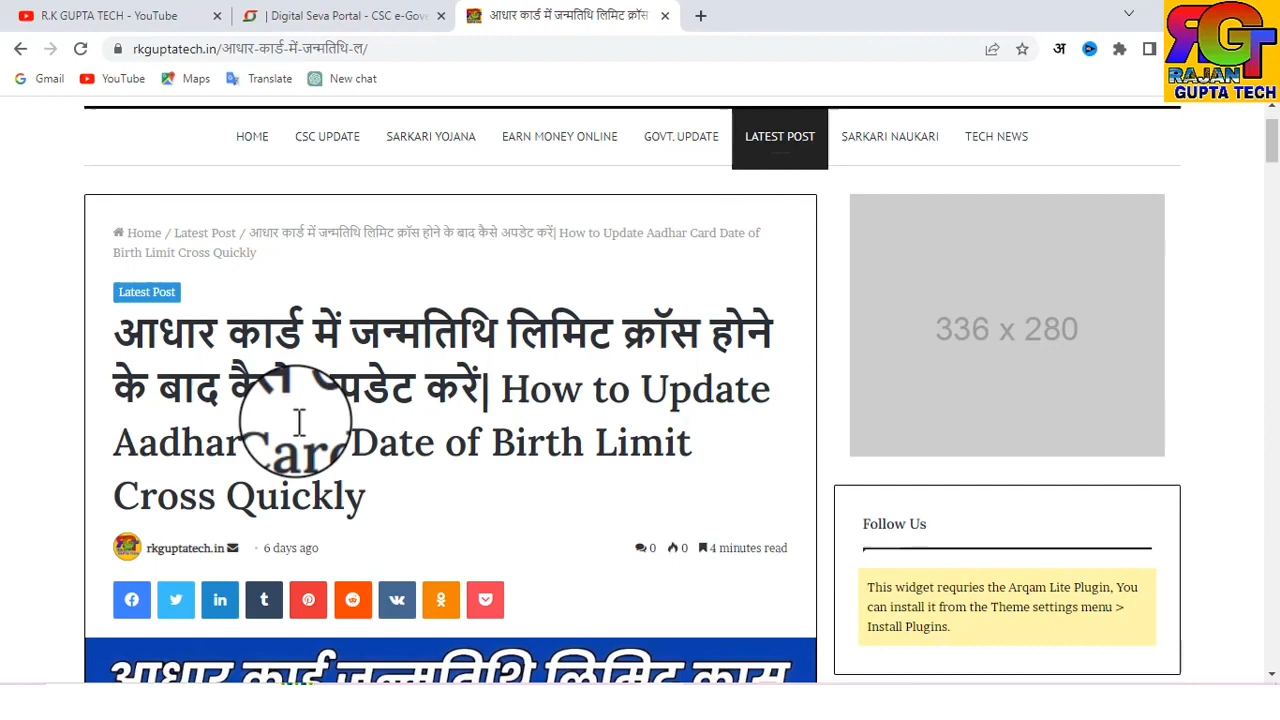 R.K GUPTA TECH - YouTube
| Digital Seva Portal - CSC e-Gov
आधार कार्ड में जन्मतिथि लिमिट क्रॉस
rkguptatech.in/आधार-कार्ड-में-जन्मतिथि-ल/
अ
Gmail YouTube Maps Translate New chat
RGT
RAJAN
GUPTA TECH
HOME CSC UPDATE SARKARI YOJANA EARN MONEY ONLINE GOVT. UPDATE LATEST POST SARKARI NAUKARI TECH NEWS
Home / Latest Post / आधार कार्ड में जन्मतिथि लिमिट क्रॉस होने के बाद कैसे अपडेट करें| How to Update Aadhar Card Date of
Birth Limit Cross Quickly
Latest Post
आधार कार्ड में जन्मतिथि लिमिट क्रॉस होने
के बाद कैसे अपडेट करें| How to Update
Aadhar Card Date of Birth Limit
Cross Quickly
rkguptatech.in 6 days ago 0 0 4 minutes read
336 x 280
Follow Us
This widget requries the Arqam Lite Plugin, You
can install it from the Theme settings menu >
Install Plugins.
आधार कार्ड जन्मतिथि लिमिट क्रास